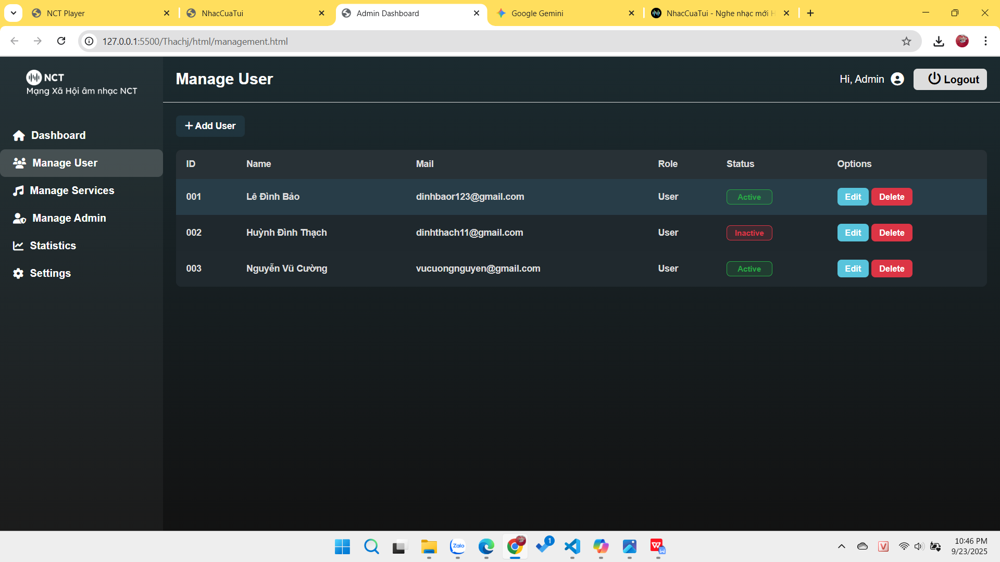 NCT Player
NhacCuaTui
Admin Dashboard
Google Gemini
NhacCuaTui - Nghe nhạc mới H
127.0.0.1:5500/Thachj/html/management.html
NCT
Mạng Xã Hội âm nhạc NCT
Manage User
Hi, Admin
Logout
Dashboard
Manage User
Manage Services
Manage Admin
Statistics
Settings
Add User
ID Name Mail Role Status Options
001 Lê Đình Bảo dinhbaor123@gmail.com User Active Edit Delete
002 Huỳnh Đình Thạch dinhthach11@gmail.com User Inactive Edit Delete
003 Nguyễn Vũ Cường vucuongnguyen@gmail.com User Active Edit Delete
Zalo
1
W
W
V
10:46 PM
9/23/2025